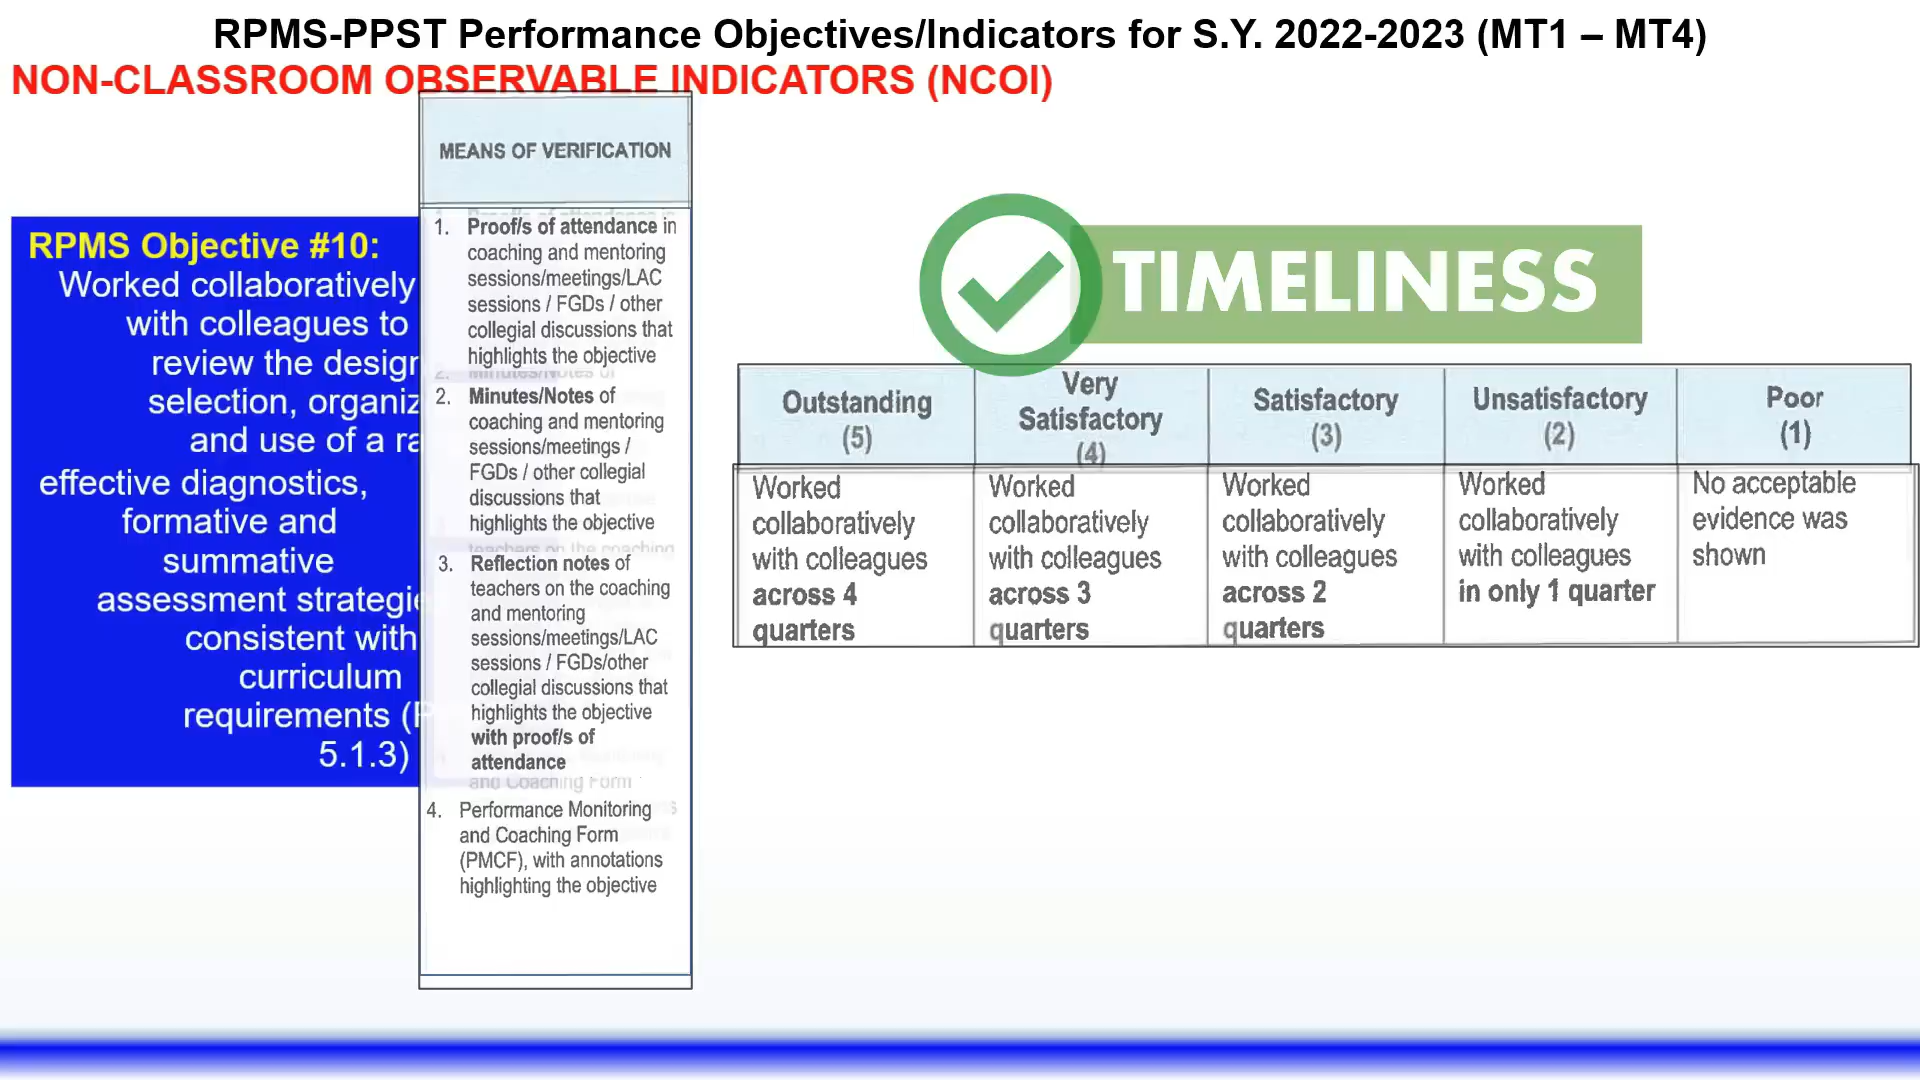 RPMS-PPST Performance Objectives/Indicators for S.Y. 2022-2023 (MT1 – MT4)
NON-CLASSROOM OBSERVABLE INDICATORS (NCOI)
RPMS Objective #10:
Worked collaboratively
with colleagues to
review the design
selection, organiz
and use of a ra
effective diagnostics,
formative and
summative
assessment strategie
consistent with
curriculum
requirements (P
5.1.3)
MEANS OF VERIFICATION
1. Proof/s of attendance in
coaching and mentoring
sessions/meetings/LAC
sessions / FGDs / other
collegial discussions that
highlights the objective
2. Minutes/Notes of
coaching and mentoring
sessions/meetings /
FGDs / other collegial
discussions that
highlights the objective
3. Reflection notes of
teachers on the coaching
and mentoring
sessions/meetings/LAC
sessions / FGDs/other
collegial discussions that
highlights the objective
with proof/s of
attendance
4. Performance Monitoring
and Coaching Form
(PMCF), with annotations
highlighting the objective
TIMELINESS
Outstanding
(5)
Very
Satisfactory
(4)
Satisfactory
(3)
Unsatisfactory
(2)
Poor
(1)
Worked
collaboratively
with colleagues
across 4
quarters
Worked
collaboratively
with colleagues
across 3
quarters
Worked
collaboratively
with colleagues
across 2
quarters
Worked
collaboratively
with colleagues
in only 1 quarter
No acceptable
evidence was
shown